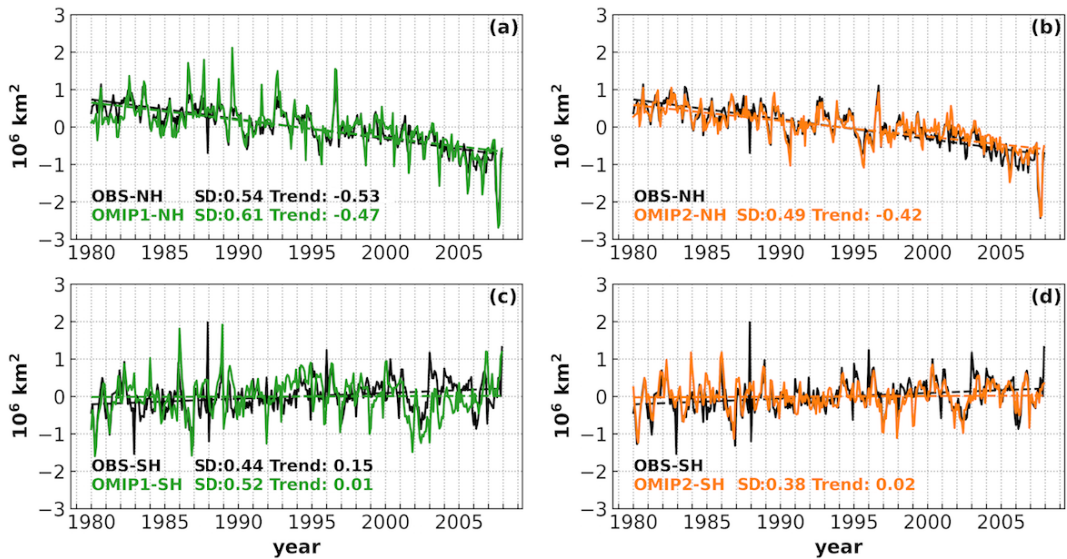 (a)
3
2
1
0
−1
−2
−3
10⁶ km²
OBS-NH SD:0.54 Trend: -0.53
OMIP1-NH SD:0.61 Trend: -0.47
1980 1985 1990 1995 2000 2005
(b)
3
2
1
0
−1
−2
−3
10⁶ km²
OBS-NH
OMIP2-NH SD:0.49 Trend: -0.42
1980 1985 1990 1995 2000 2005
(c)
3
2
1
0
−1
−2
−3
10⁶ km²
OBS-SH SD:0.44 Trend: 0.15
OMIP1-SH SD:0.52 Trend: 0.01
1980 1985 1990 1995 2000 2005
year
(d)
3
2
1
0
−1
−2
−3
10⁶ km²
OBS-SH
OMIP2-SH SD:0.38 Trend: 0.02
1980 1985 1990 1995 2000 2005
year